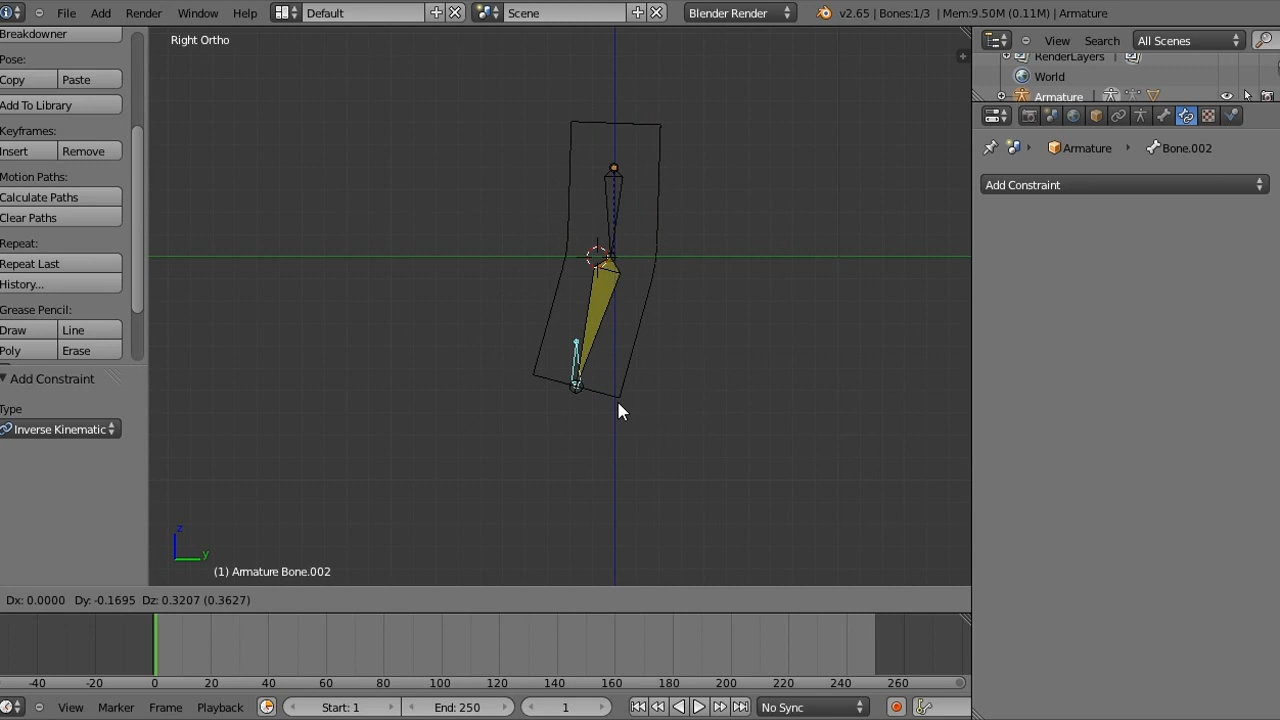 File Add Render Window Help Default Scene Blender Render v2.65 | Bones:1/3 | Mem:9.50M (0.11M) | Armature
Breakdowner
Pose:
Copy Paste
Add To Library
Keyframes:
Insert Remove
Motion Paths:
Calculate Paths
Clear Paths
Repeat:
Repeat Last
History...
Grease Pencil:
Draw Line
Poly Erase
Add Constraint
Type
Inverse Kinematic
Right Ortho
z
y
(1) Armature Bone.002
View Search All Scenes
RenderLayers
World
Armature
Armature Bone.002
Add Constraint
Dx: 0.0000 Dy: -0.1695 Dz: 0.3207 (0.3627)
-40 -20 0 20 40 60 80 100 120 140 160 180 200 220 240 260
View Marker Frame Playback Start: 1 End: 250 1 No Sync